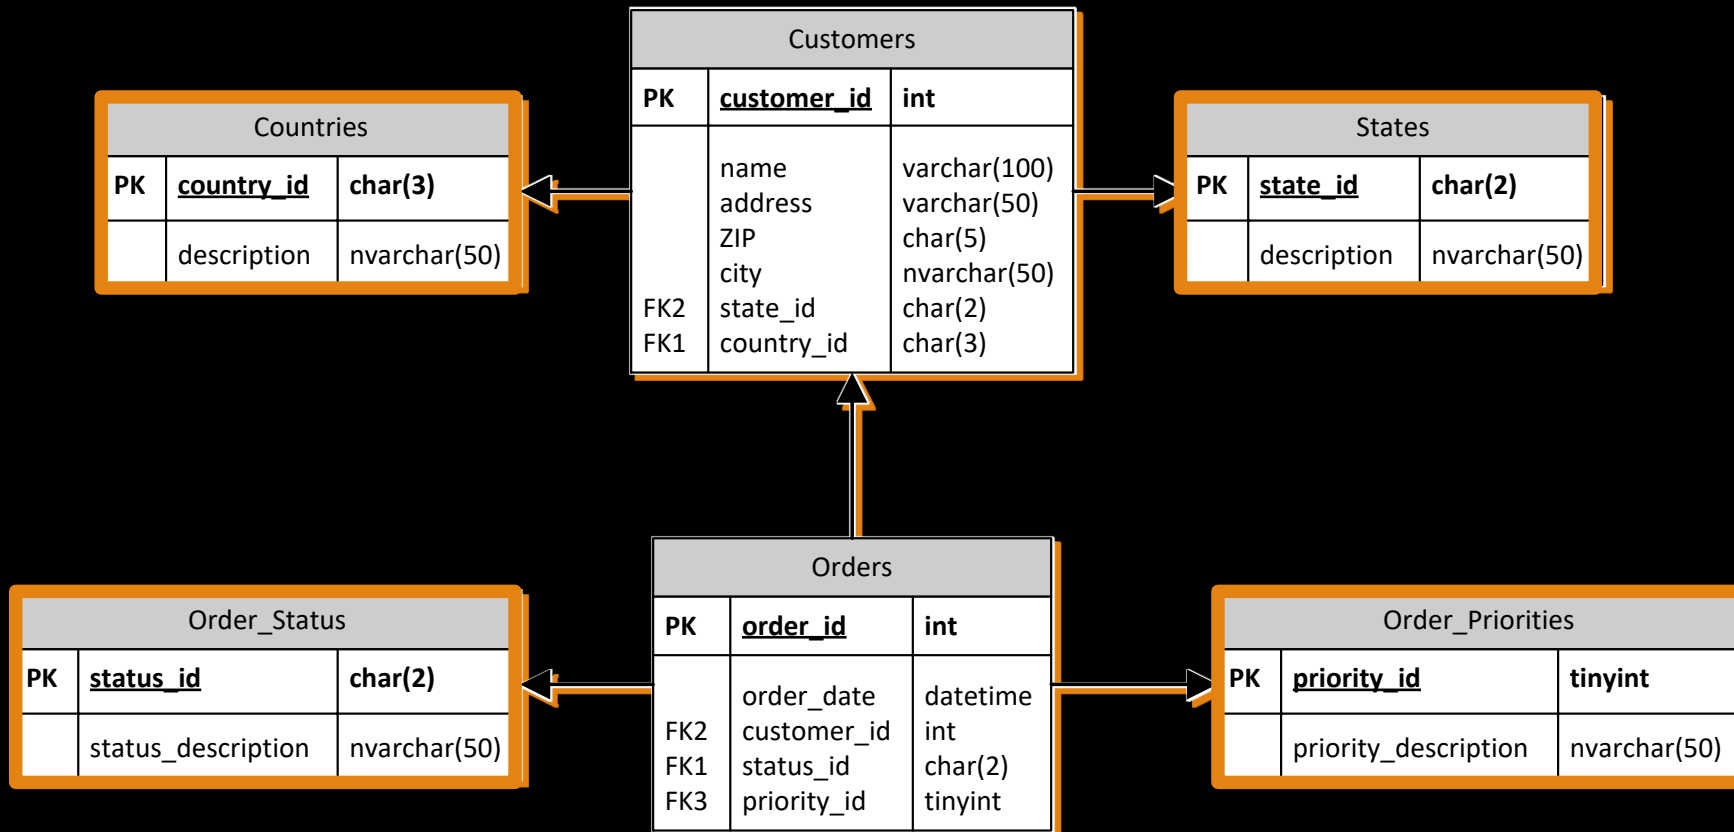 Customers
PK customer_id int
name varchar(100)
address varchar(50)
ZIP char(5)
city nvarchar(50)
FK2 state_id char(2)
FK1 country_id char(3)
Countries
PK country_id char(3)
description nvarchar(50)
States
PK state_id char(2)
description nvarchar(50)
Orders
PK order_id int
order_date datetime
FK2 customer_id int
FK1 status_id char(2)
FK3 priority_id tinyint
Order_Status
PK status_id char(2)
status_description nvarchar(50)
Order_Priorities
PK priority_id tinyint
priority_description nvarchar(50)